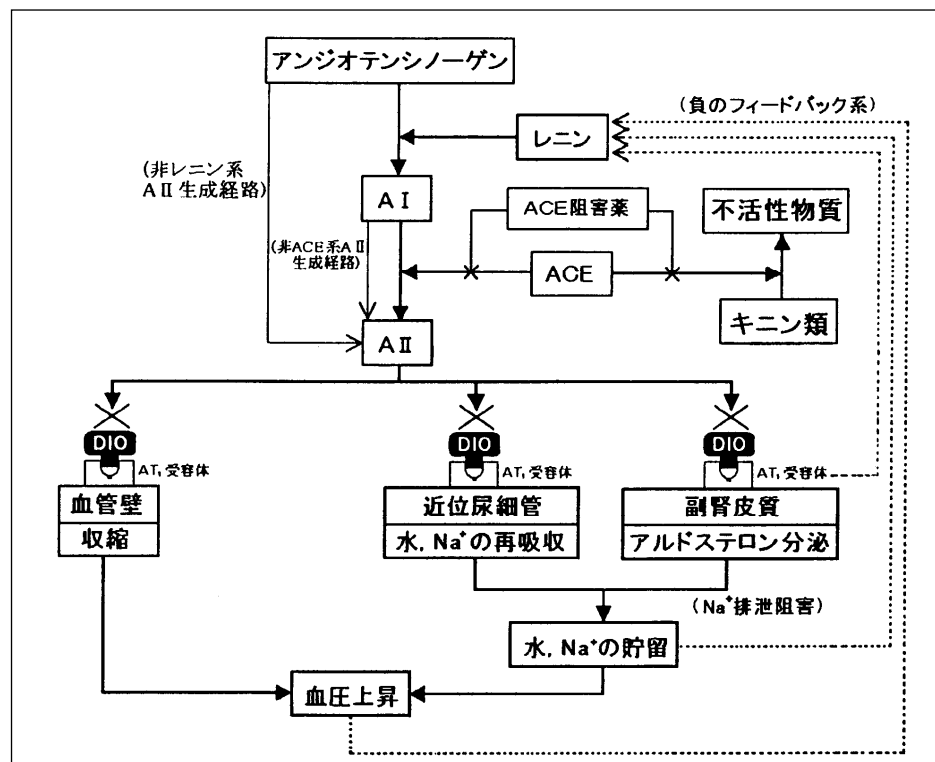 アンジオテンシノーゲン
(負のフィードバック系)
レニン
(非レニン系
AⅡ生成経路)
AⅠ
ACE阻害薬
不活性物質
(非ACE系AⅡ
生成経路)
ACE
キニン類
AⅡ
DIO
DIO
DIO
AT₁受容体
AT₁受容体
AT₁受容体
血管壁
収縮
近位尿細管
水, Na⁺の再吸収
副腎皮質
アルドステロン分泌
(Na⁺排泄阻害)
水, Na⁺の貯留
血圧上昇